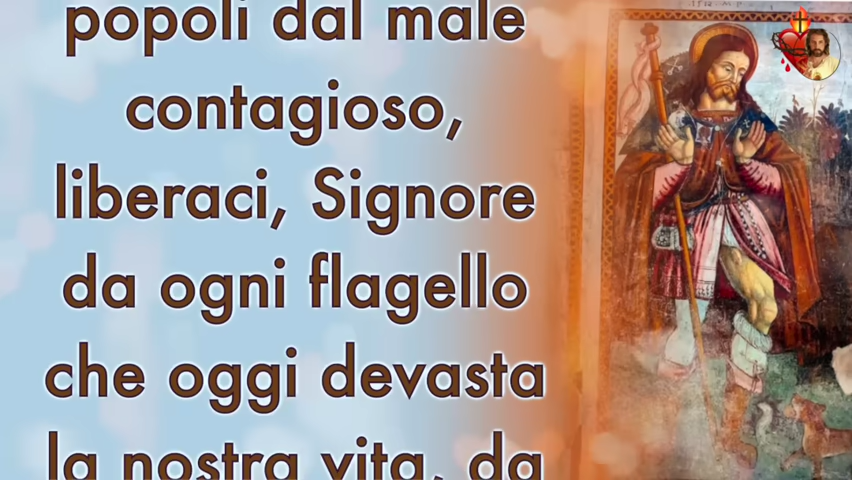 popoli dal male
contagioso,
liberaci, Signore
da ogni flagello
che oggi devasta
la nostra vita, da